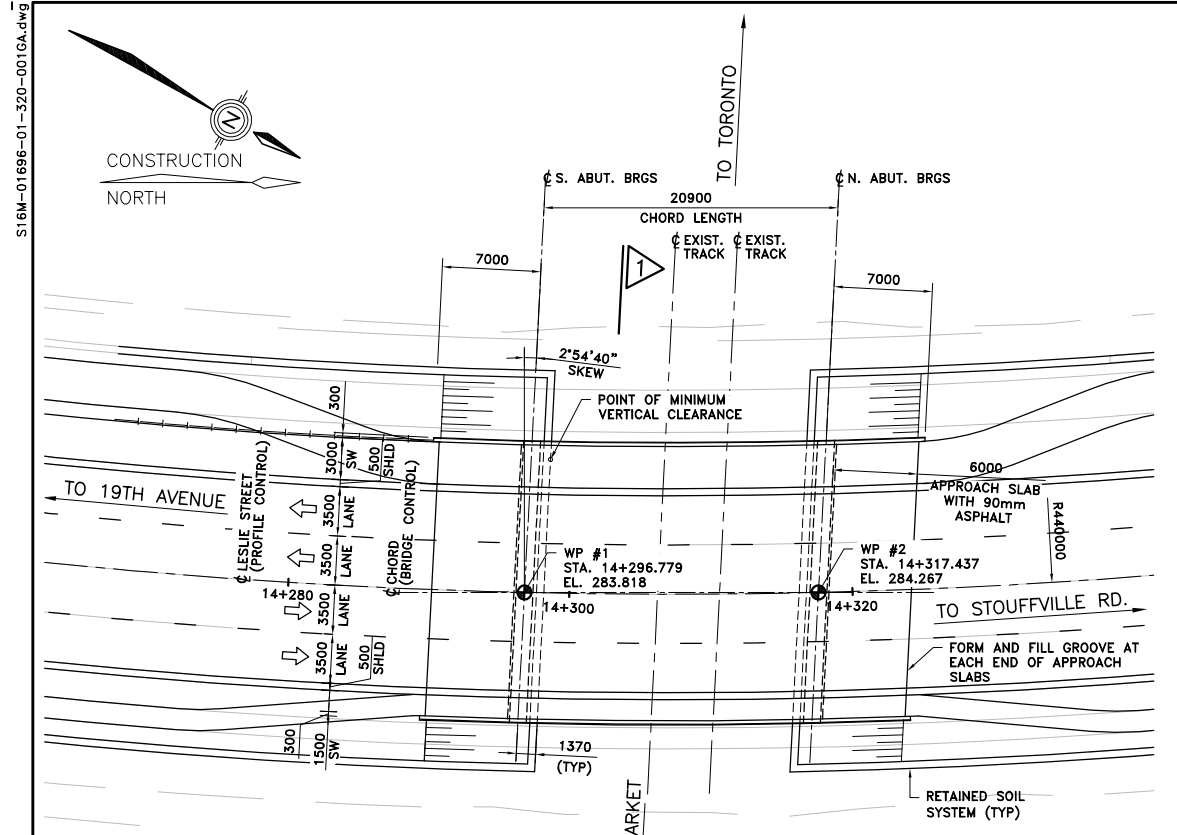 S16M-01696-01-320-001GA.dwg
N
CONSTRUCTION
NORTH
TO TORONTO
℄ S. ABUT. BRGS
℄ N. ABUT. BRGS
20900
CHORD LENGTH
℄ EXIST.
TRACK
℄ EXIST.
TRACK
1
7000
7000
2°54'40"
SKEW
POINT OF MINIMUM
VERTICAL CLEARANCE
300
3000
SW
500
SHLD
6000
APPROACH SLAB
WITH 90mm
ASPHALT
R440000
TO 19TH AVENUE
℄ LESLIE STREET
(PROFILE CONTROL)
3500
LANE
3500
LANE
3500
LANE
3500
LANE
℄ CHORD
(BRIDGE CONTROL)
WP #1
STA. 14+296.779
EL. 283.818
WP #2
STA. 14+317.437
EL. 284.267
14+280
14+300
14+320
TO STOUFFVILLE RD.
500
SHLD
FORM AND FILL GROOVE AT
EACH END OF APPROACH
SLABS
300
1500
SW
1370
(TYP)
ARKET
RETAINED SOIL
SYSTEM (TYP)